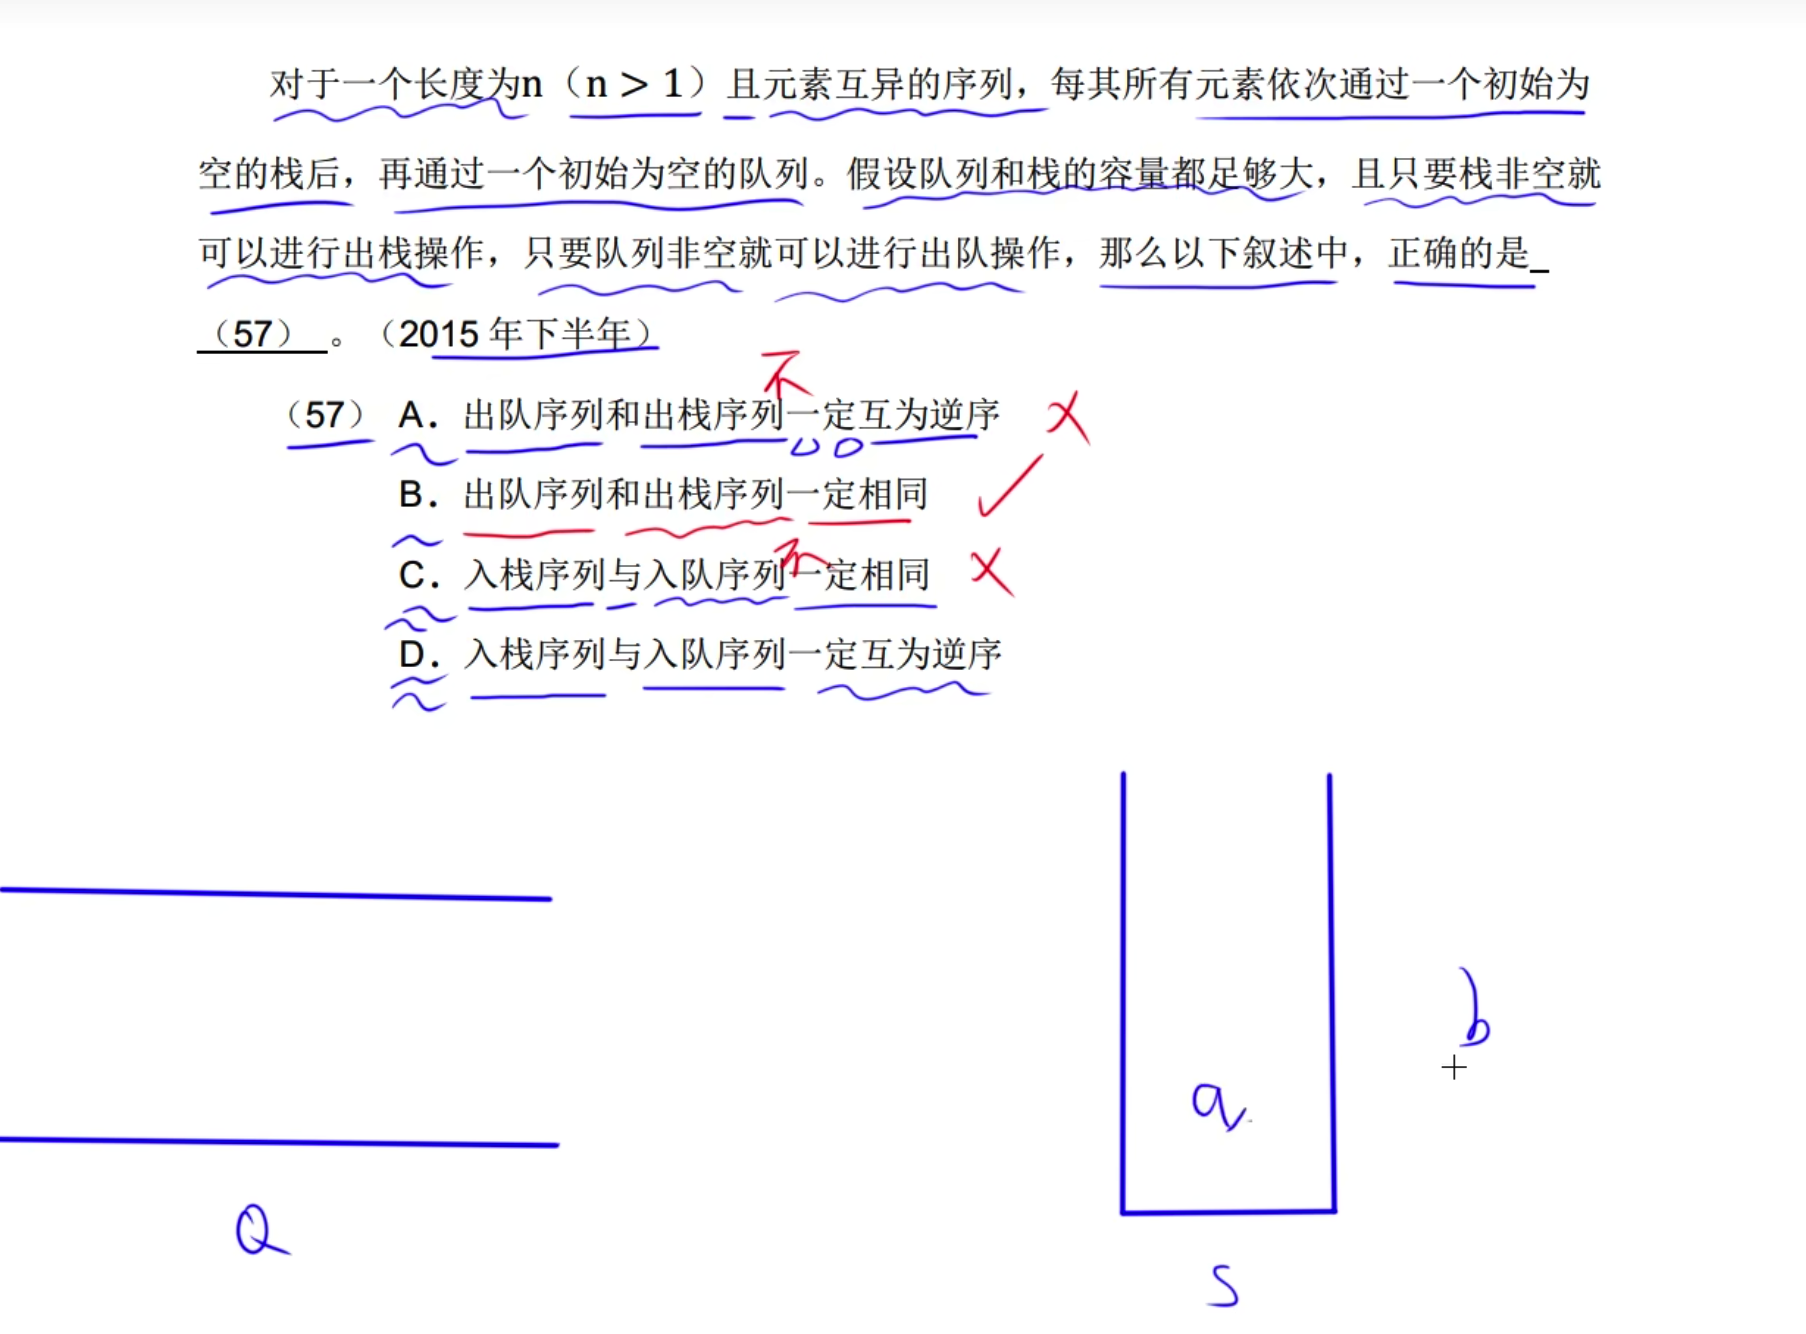 对于一个长度为n（n > 1）且元素互异的序列，每其所有元素依次通过一个初始为
空的栈后，再通过一个初始为空的队列。假设队列和栈的容量都足够大，且只要栈非空就
可以进行出栈操作，只要队列非空就可以进行出队操作，那么以下叙述中，正确的是_
（57） 。（2015 年下半年）
不
（57） A. 出队序列和出栈序列一定互为逆序
B. 出队序列和出栈序列一定相同
不
C. 入栈序列与入队序列一定相同
D. 入栈序列与入队序列一定互为逆序
b
a
Q
S